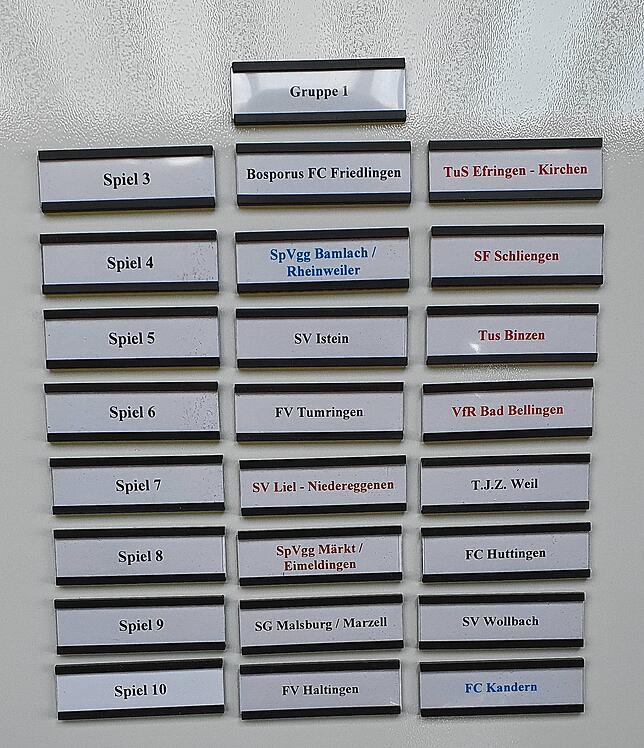 Gruppe 1
Spiel 3
Bosporus FC Friedlingen
TuS Efringen - Kirchen
Spiel 4
SpVgg Bamlach /
Rheinweiler
SF Schliengen
Spiel 5
SV Istein
Tus Binzen
Spiel 6
FV Tumringen
VfR Bad Bellingen
Spiel 7
SV Liel - Niedereggenen
T.J.Z. Weil
Spiel 8
SpVgg Märkt /
Eimeldingen
FC Huttingen
Spiel 9
SG Malsburg / Marzell
SV Wollbach
Spiel 10
FV Haltingen
FC Kandern